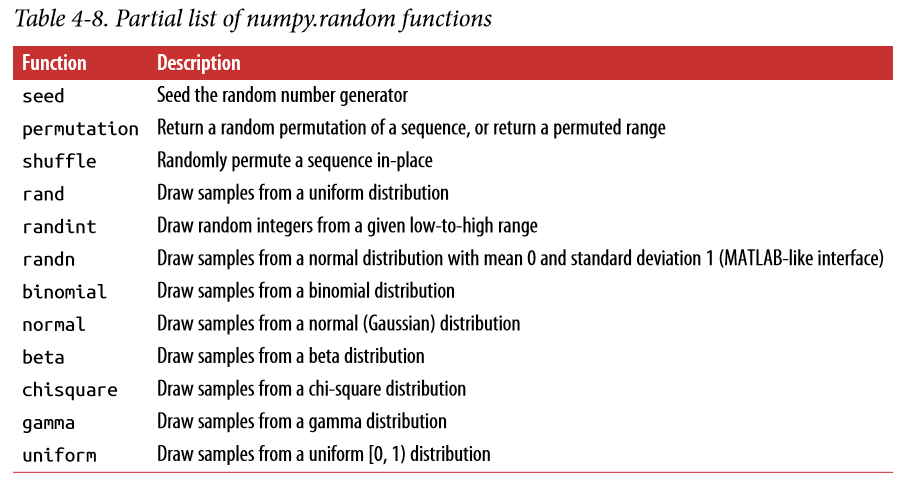 Table 4-8. Partial list of numpy.random functions
Function Description
seed Seed the random number generator
permutation Return a random permutation of a sequence, or return a permuted range
shuffle Randomly permute a sequence in-place
rand Draw samples from a uniform distribution
randint Draw random integers from a given low-to-high range
randn Draw samples from a normal distribution with mean 0 and standard deviation 1 (MATLAB-like interface)
binomial Draw samples from a binomial distribution
normal Draw samples from a normal (Gaussian) distribution
beta Draw samples from a beta distribution
chisquare Draw samples from a chi-square distribution
gamma Draw samples from a gamma distribution
uniform Draw samples from a uniform [0, 1) distribution